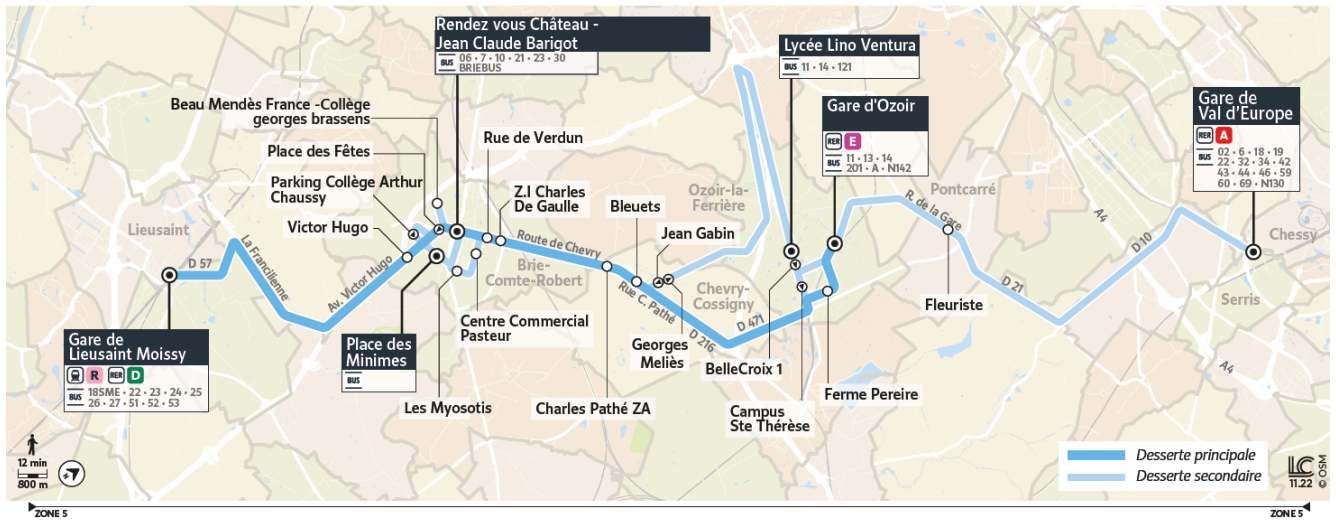 Rendez vous Château -
Jean Claude Barigot
BUS 06 • 7 • 10 • 21 • 23 • 30
BRIEBUS
Lycée Lino Ventura
BUS 11 • 14 • 121
Gare d'Ozoir
RER E
BUS 11 • 13 • 14
201 • A • N142
Gare de
Val d'Europe
RER A
BUS 02 • 6 • 18 • 19
22 • 32 • 34 • 42
43 • 44 • 46 • 59
60 • 69 • N130
Beau Mendès France -Collège
georges brassens
Place des Fêtes
Parking Collège Arthur
Chaussy
Victor Hugo
Rue de Verdun
Z.I Charles
De Gaulle
Bleuets
Jean Gabin
Ozoir-la-
Ferrière
Pontcarré
R. de la Gare
A4
D 10
Chessy
Serris
Lieusaint
D 57
La Francilienne
Av. Victor Hugo
Route de Chevry
Brie-
Comte-Robert
Rue C. Pathé
D 216
Chevry-
Cossigny
D 471
D 21
Fleuriste
A4
Gare de
Lieusaint Moissy
R RER D
BUS 18SME • 22 • 23 • 24 • 25
26 • 27 • 51 • 52 • 53
Place des
Minimes
BUS
Centre Commercial
Pasteur
Les Myosotis
Charles Pathé ZA
Georges
Meliès
BelleCroix 1
Campus
Ste Thérèse
Ferme Pereire
12 min
800 m
Desserte principale
Desserte secondaire
LC
11.22
© OSM
ZONE 5
ZONE 5